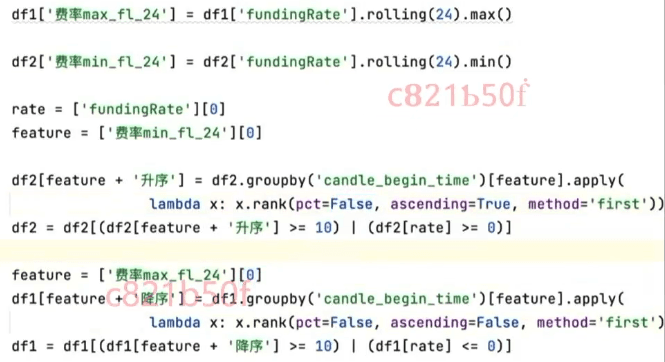 df1['费率max_fl_24'] = df1['fundingRate'].rolling(24).max()
df2['费率min_fl_24'] = df2['fundingRate'].rolling(24).min()
c821b50f
rate = ['fundingRate'][0]
feature = ['费率min_fl_24'][0]
df2[feature + '升序'] = df2.groupby('candle_begin_time')[feature].apply(
lambda x: x.rank(pct=False, ascending=True, method='first'))
df2 = df2[(df2[feature + '升序'] >= 10) | (df2[rate] >= 0)]
feature = ['费率max_fl_24'][0]
df1[feature + '降序'] = df1.groupby('candle_begin_time')[feature].apply(
c821b50f
lambda x: x.rank(pct=False, ascending=False, method='first')
df1 = df1[(df1[feature + '降序'] >= 10) | (df1[rate] <= 0)]